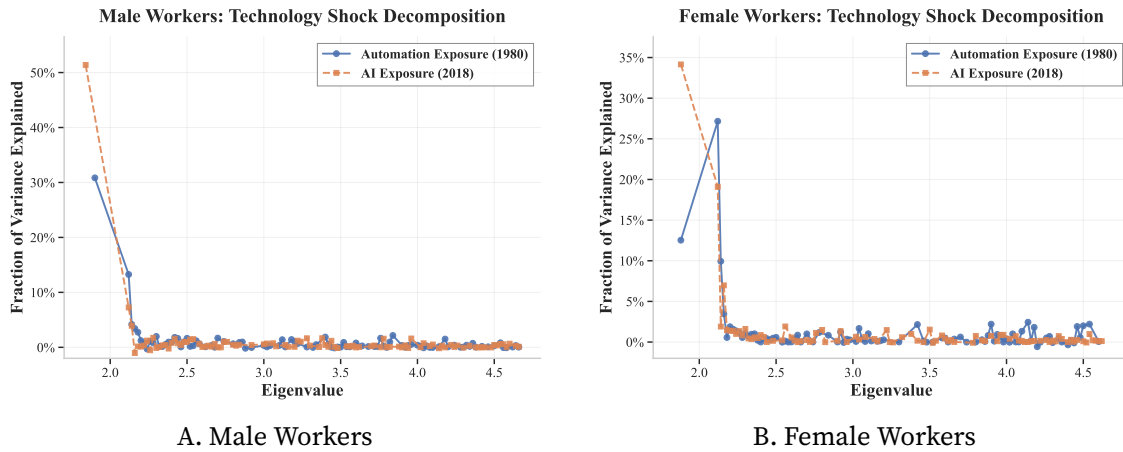 Male Workers: Technology Shock Decomposition
Automation Exposure (1980)
AI Exposure (2018)
Fraction of Variance Explained
50%
40%
30%
20%
10%
0%
2.0 2.5 3.0 3.5 4.0 4.5
Eigenvalue
A. Male Workers
Female Workers: Technology Shock Decomposition
Automation Exposure (1980)
AI Exposure (2018)
Fraction of Variance Explained
35%
30%
25%
20%
15%
10%
5%
0%
2.0 2.5 3.0 3.5 4.0 4.5
Eigenvalue
B. Female Workers